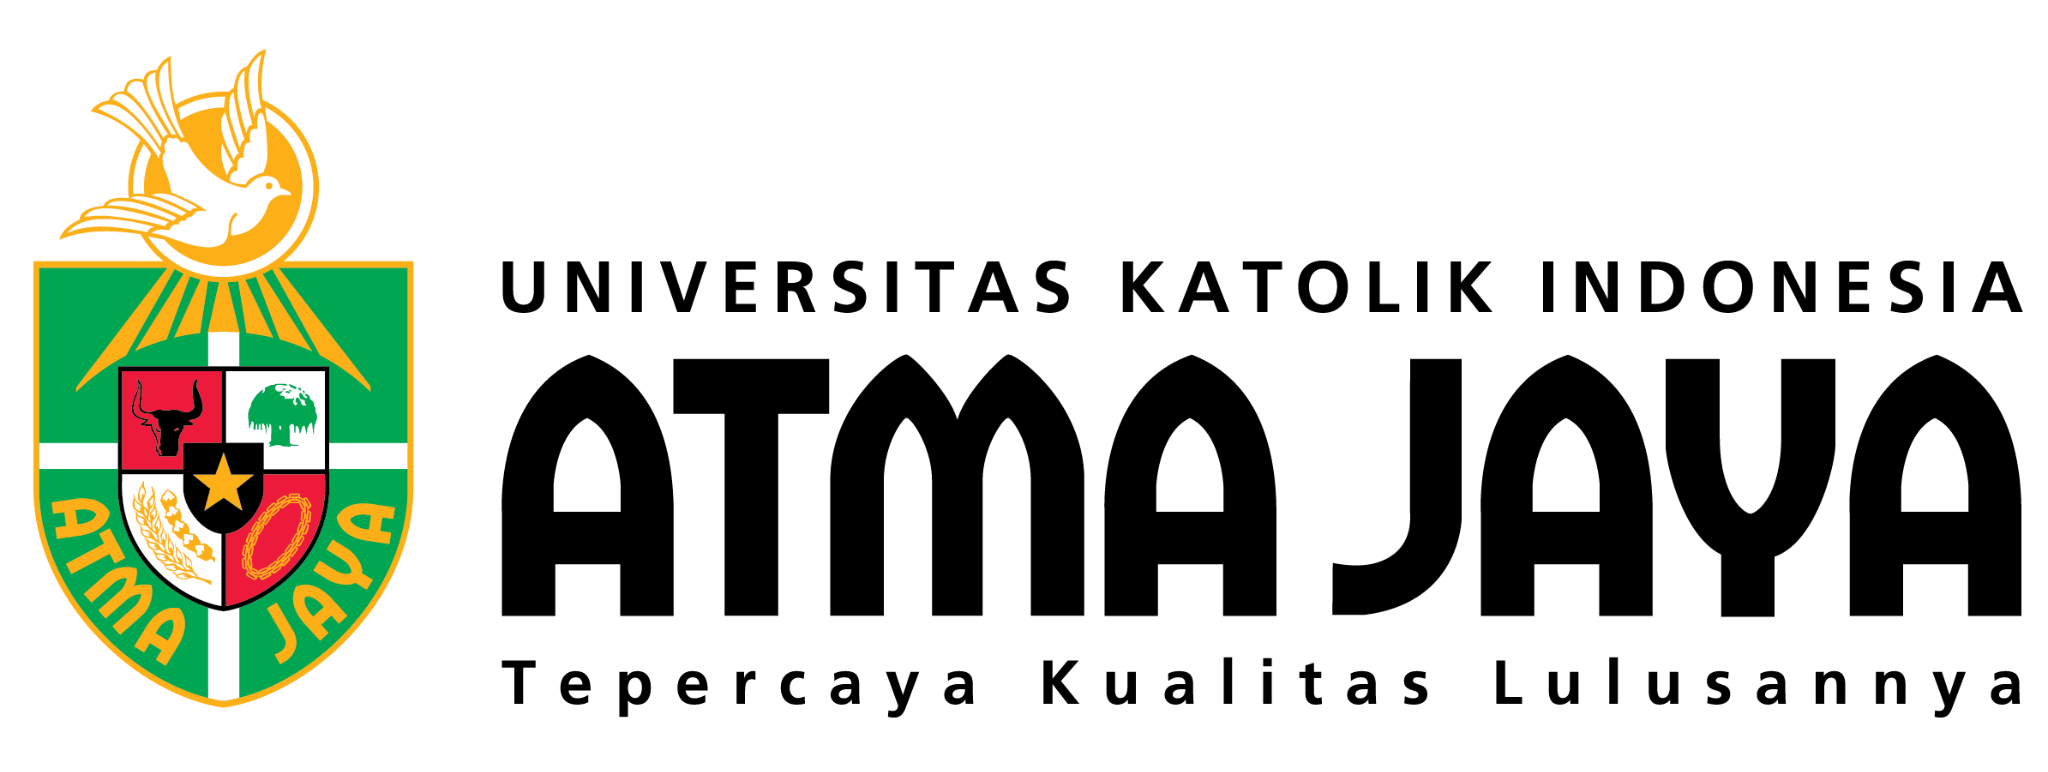 ATMA JAYA
UNIVERSITAS KATOLIK INDONESIA
ATMA JAYA
Tepercaya Kualitas Lulusannya